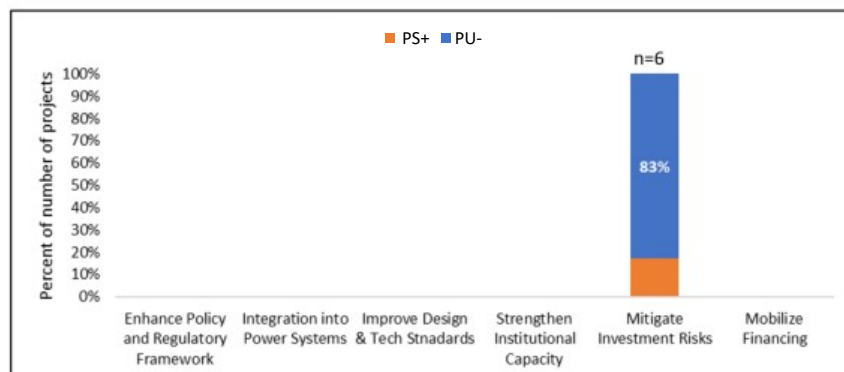 PS+ PU-
n=6
Percent of number of projects
100%
90%
80%
70%
60%
50%
40%
30%
20%
10%
0%
83%
Enhance Policy
and Regulatory
Framework
Integration into
Power Systems
Improve Design
& Tech Stnadards
Strengthen
Institutional
Capacity
Mitigate
Investment Risks
Mobilize
Financing